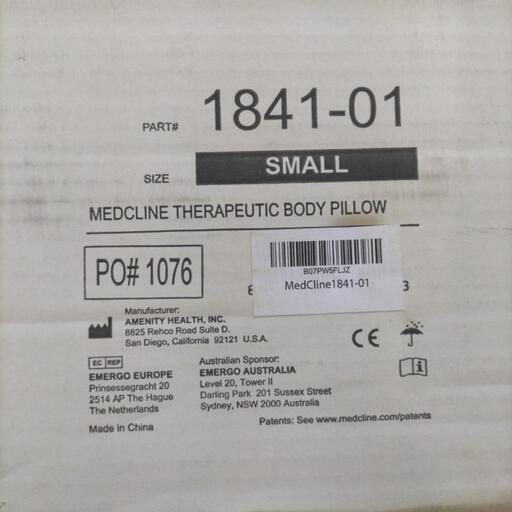 PART# 1841-01
SIZE SMALL
MEDCLINE THERAPEUTIC BODY PILLOW
PO# 1076
B07PW5FLJZ
MedCline1841-01
3
Manufacturer:
AMENITY HEALTH, INC.
8825 Rehco Road Suite D.
San Diego, California 92121 U.S.A.
CE
EC REP
EMERGO EUROPE
Prinsessegracht 20
2514 AP The Hague
The Netherlands
Australian Sponsor:
EMERGO AUSTRALIA
Level 20, Tower II
Darling Park 201 Sussex Street
Sydney, NSW 2000 Australia
Made in China
Patents: See www.medcline.com/patents